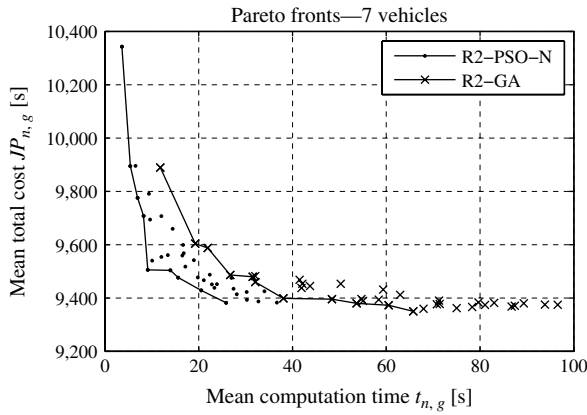 Pareto fronts—7 vehicles
10,400
10,200
10,000
9,800
9,600
9,400
9,200
Mean total cost JPn, g [s]
R2−PSO−N
R2−GA
0 20 40 60 80 100
Mean computation time tn, g [s]